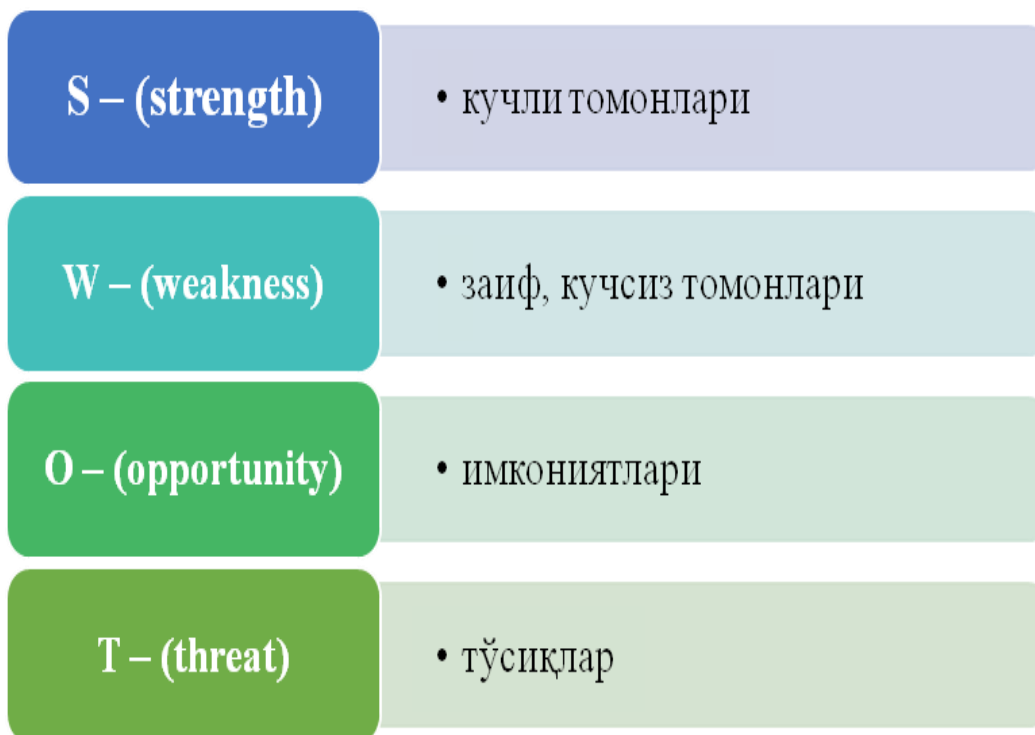 S – (strength)
• кучли томонлари
W – (weakness)
• заиф, кучсиз томонлари
O – (opportunity)
• имкониятлари
T – (threat)
• тўсиқлар